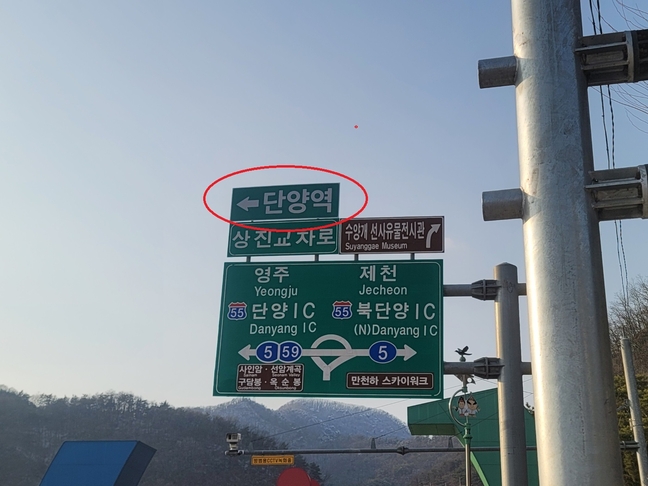 ←단양역
상진교차로
수양개 선사유물전시관
Suyanggae Museum
영주 제천
Yeongju Jecheon
55 단양IC 55 북단양IC
Danyang IC (N)Danyang IC
5 59 5
사인암·선암계곡
구담봉·옥순봉
만천하 스카이워크